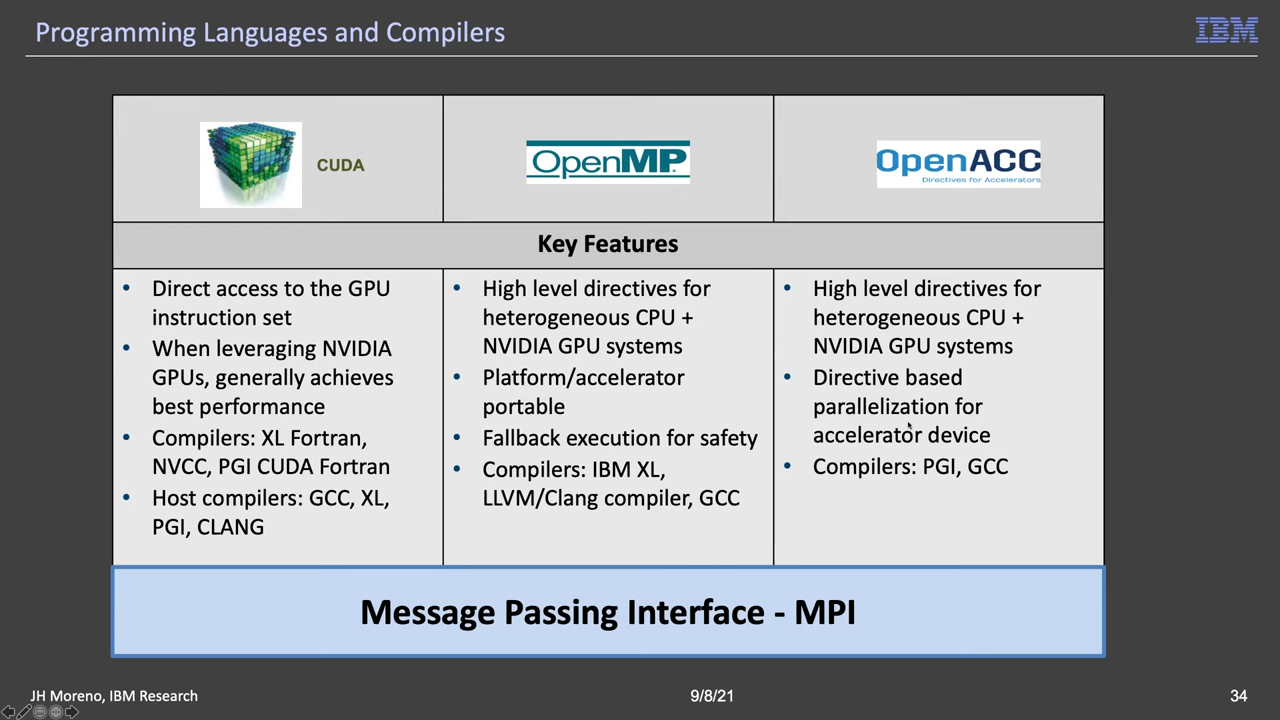 Programming Languages and Compilers
IBM
CUDA
OpenMP
OpenACC
Directives for Accelerators
Key Features
• Direct access to the GPU
instruction set
• When leveraging NVIDIA
GPUs, generally achieves
best performance
• Compilers: XL Fortran,
NVCC, PGI CUDA Fortran
• Host compilers: GCC, XL,
PGI, CLANG
• High level directives for
heterogeneous CPU +
NVIDIA GPU systems
• Platform/accelerator
portable
• Fallback execution for safety
• Compilers: IBM XL,
LLVM/Clang compiler, GCC
• High level directives for
heterogeneous CPU +
NVIDIA GPU systems
• Directive based
parallelization for
accelerator device
• Compilers: PGI, GCC
Message Passing Interface - MPI
JH Moreno, IBM Research
9/8/21
34